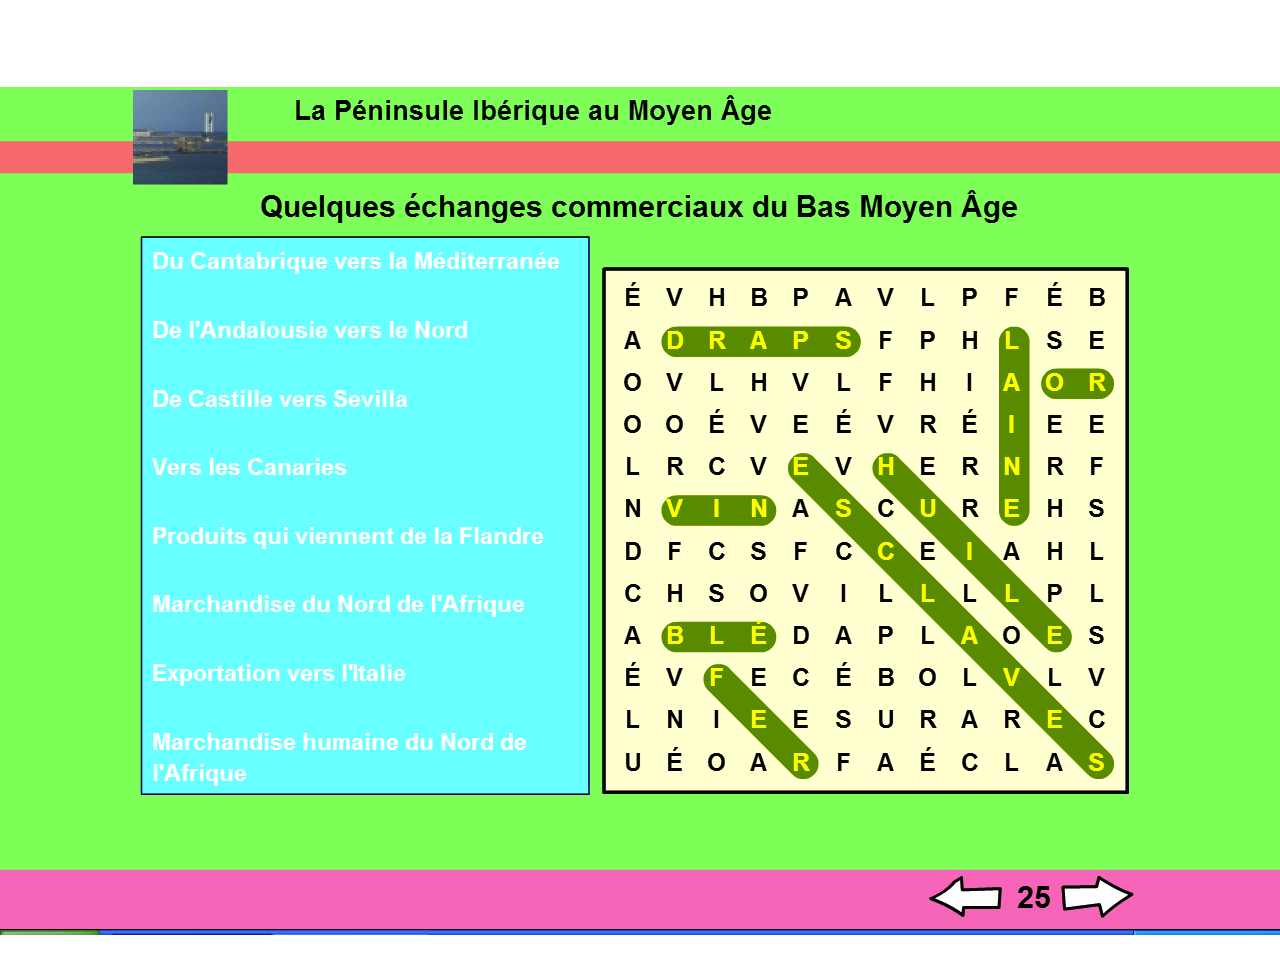 La Péninsule Ibérique au Moyen Âge
Quelques échanges commerciaux du Bas Moyen Âge
Du Cantabrique vers la Méditerranée
De l'Andalousie vers le Nord
De Castille vers Sevilla
Vers les Canaries
Produits qui viennent de la Flandre
Marchandise du Nord de l'Afrique
Exportation vers l'Italie
Marchandise humaine du Nord de
l'Afrique
É V H B P A V L P F É B
A D R A P S F P H L S E
O V L H V L F H I A O R
O O É V E É V R É I E E
L R C V E V H E R N R F
N V I N A S C U R E H S
D F C S F C C E I A H L
C H S O V I L L L L P L
A B L É D A P L A O E S
É V F E C É B O L V L V
L N I E E S U R A R E C
U É O A R F A É C L A S
25